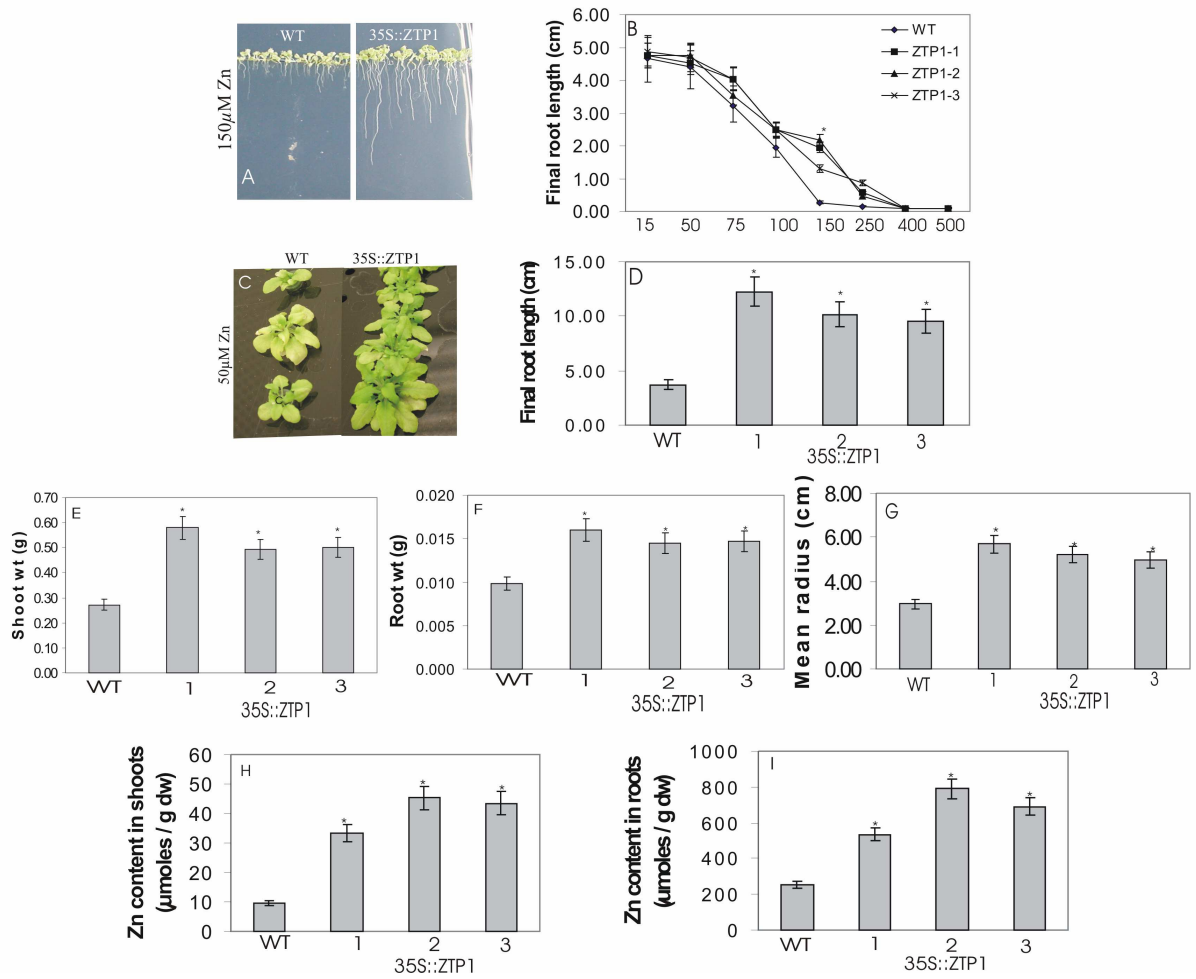 WT 35S::ZTP1
150µM Zn
A
B
Final root length (cm)
6.00
5.00
4.00
3.00
2.00
1.00
0.00
15 50 75 100 150 250 400 500
WT
ZTP1-1
ZTP1-2
ZTP1-3
*
WT 35S::ZTP1
50µM Zn
C
D
Final root length (cm)
15.00
10.00
5.00
0.00
* * *
WT 1 2 3
35S::ZTP1
E
Shoot wt (g)
0.70
0.60
0.50
0.40
0.30
0.20
0.10
0.00
* * *
WT 1 2 3
35S::ZTP1
F
Root wt (g)
0.020
0.015
0.010
0.005
0.000
* * *
WT 1 2 3
35S::ZTP1
G
Mean radius (cm)
8.00
6.00
4.00
2.00
0.00
* * *
WT 1 2 3
35S::ZTP1
H
Zn content in shoots
(µmoles / g dw)
60
50
40
30
20
10
0
* * *
WT 1 2 3
35S::ZTP1
I
Zn content in roots
(µmoles / g dw)
1000
800
600
400
200
0
* * *
WT 1 2 3
35S::ZTP1